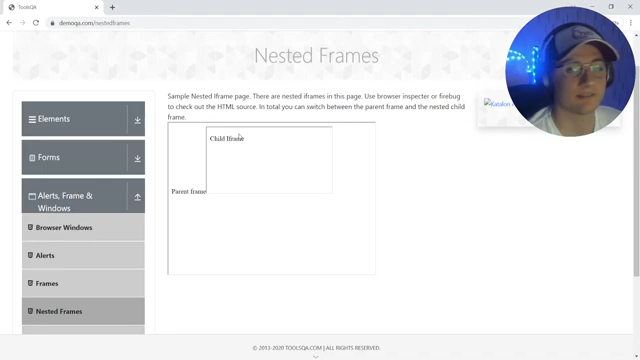 ToolsQA
demoqa.com/nestedframes
Nested Frames
Sample Nested Iframe page. There are nested iframes in this page. Use browser inspector or firebug
to check out the HTML source. In total you can switch between the parent frame and the nested child
frame.
Katalon
Elements
Forms
Alerts, Frame &
Windows
Browser Windows
Alerts
Frames
Nested Frames
Child Iframe
Parent frame
© 2013-2020 TOOLSQA.COM | ALL RIGHTS RESERVED.